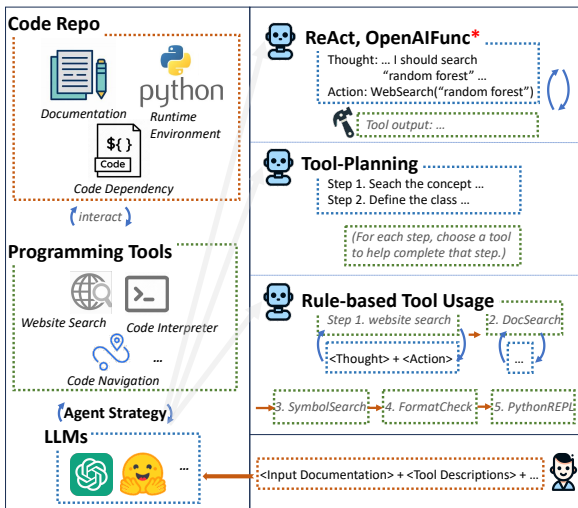 Code Repo
Documentation
python
Runtime
Environment
${ }
Code
Code Dependency
interact
Programming Tools
Website Search
Code Interpreter
...
Code Navigation
Agent Strategy
LLMs
...
ReAct, OpenAIFunc*
Thought: ... I should search
"random forest" ...
Action: WebSearch("random forest")
Tool output: ...
Tool-Planning
Step 1. Seach the concept ...
Step 2. Define the class ...
(For each step, choose a tool
to help complete that step.)
Rule-based Tool Usage
Step 1. website search
2. DocSearch
<Thought> + <Action>
...
3. SymbolSearch
4. FormatCheck
5. PythonREPL
<Input Documentation> + <Tool Descriptions> + ...